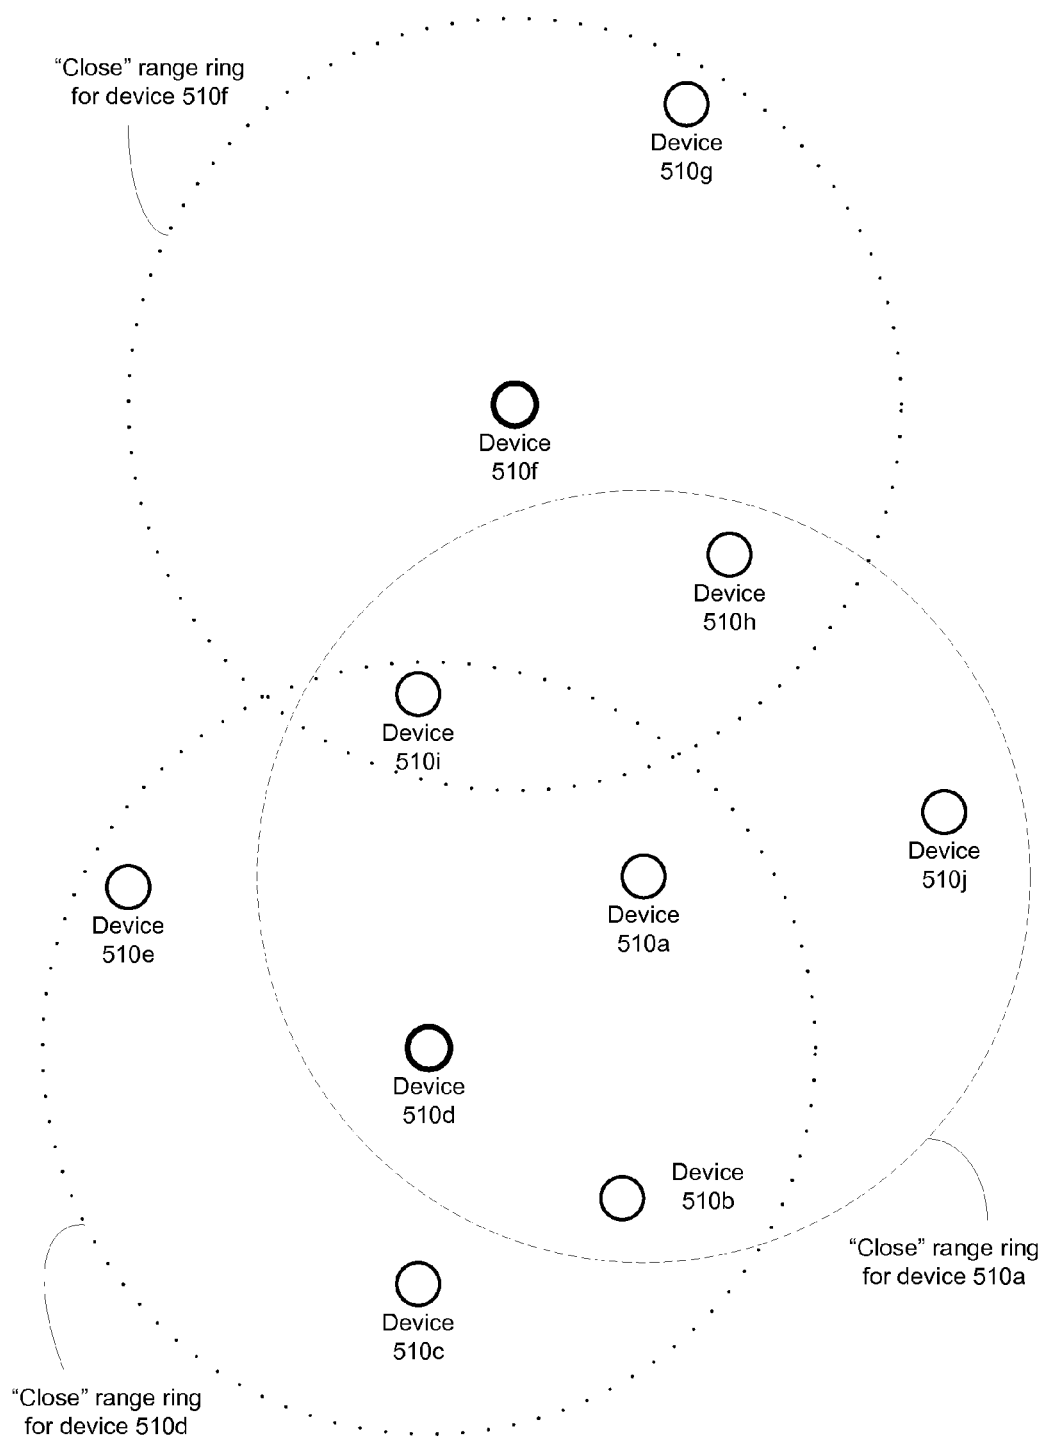 “Close” range ring
for device 510f
Device
510g
Device
510f
Device
510h
Device
510i
Device
510j
Device
510e
Device
510a
Device
510d
Device
510b
“Close” range ring
for device 510a
Device
510c
“Close” range ring
for device 510d